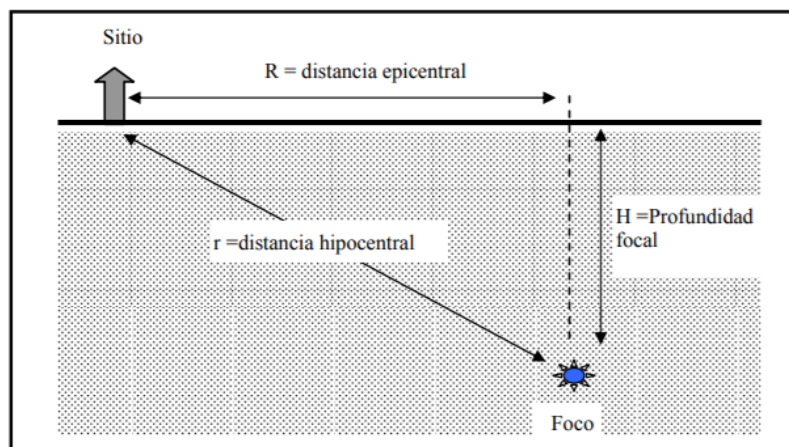 Sitio
R = distancia epicentral
H =Profundidad
focal
r =distancia hipocentral
Foco